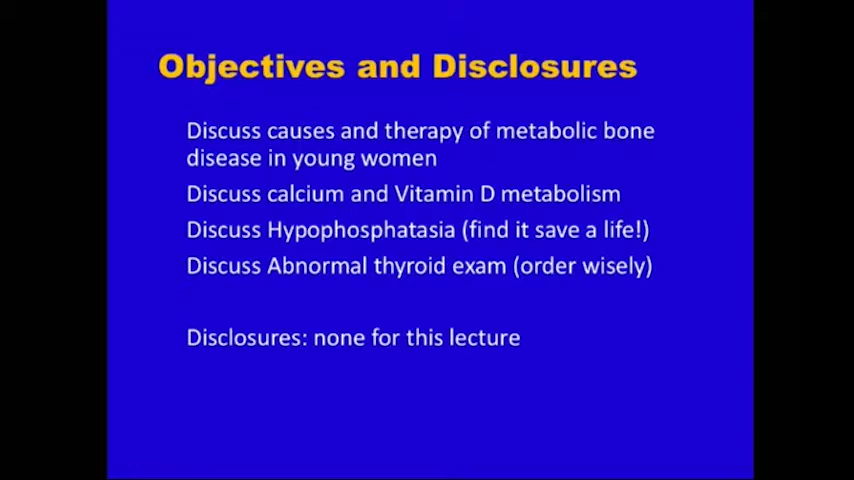 Objectives and Disclosures
Discuss causes and therapy of metabolic bone
disease in young women
Discuss calcium and Vitamin D metabolism
Discuss Hypophosphatasia (find it save a life!)
Discuss Abnormal thyroid exam (order wisely)
Disclosures: none for this lecture